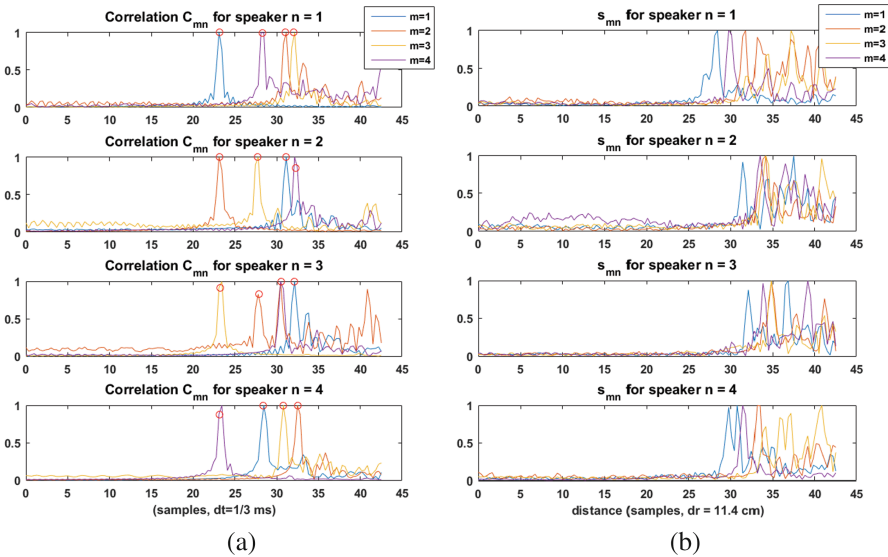 Correlation C_mn for speaker n = 1
m=1
m=2
m=3
m=4
1
0.5
0
0 5 10 15 20 25 30 35 40 45
Correlation C_mn for speaker n = 2
1
0.5
0
0 5 10 15 20 25 30 35 40 45
Correlation C_mn for speaker n = 3
1
0.5
0
0 5 10 15 20 25 30 35 40 45
Correlation C_mn for speaker n = 4
1
0.5
0
0 5 10 15 20 25 30 35 40 45
(samples, dt=1/3 ms)
(a)
s_mn for speaker n = 1
m=1
m=2
m=3
m=4
1
0.5
0
0 5 10 15 20 25 30 35 40 45
s_mn for speaker n = 2
1
0.5
0
0 5 10 15 20 25 30 35 40 45
s_mn for speaker n = 3
1
0.5
0
0 5 10 15 20 25 30 35 40 45
s_mn for speaker n = 4
1
0.5
0
0 5 10 15 20 25 30 35 40 45
distance (samples, dr = 11.4 cm)
(b)